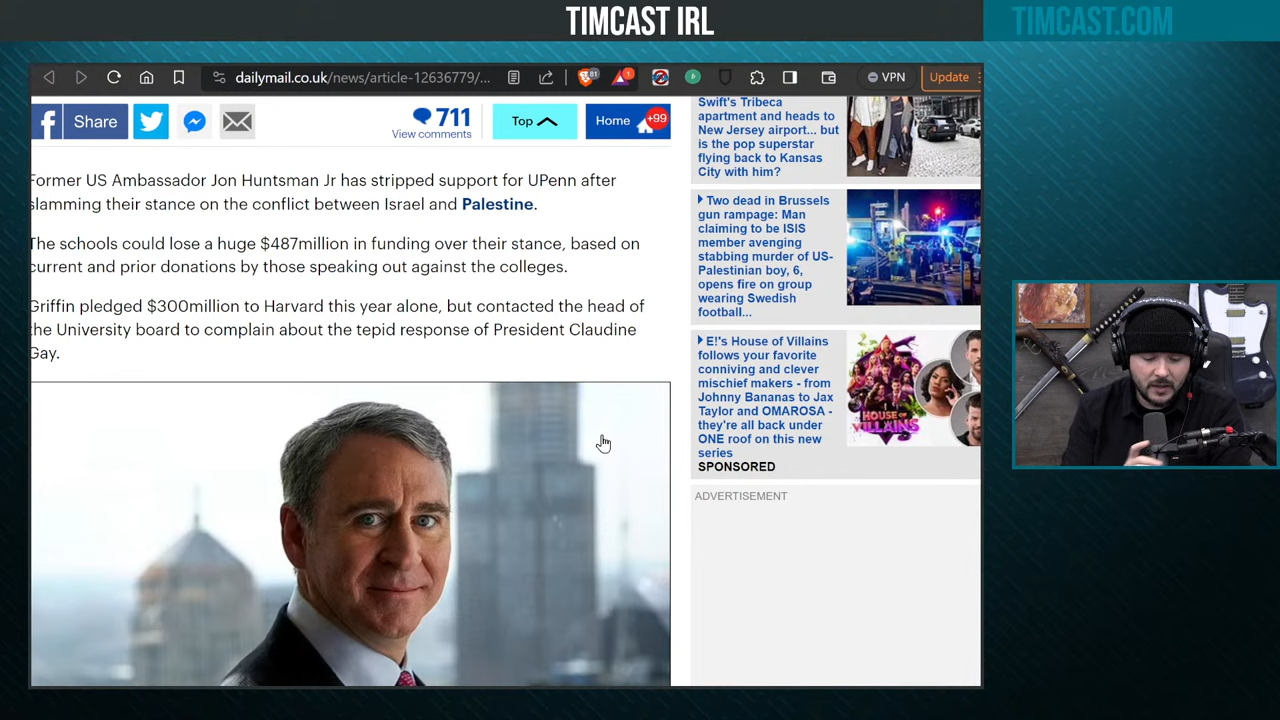 TIMCAST IRL
TIMCAST.COM
dailymail.co.uk/news/article-12636779/...
81
1
VPN
Update
Share
711
View comments
Top
Home
+99
Former US Ambassador Jon Huntsman Jr has stripped support for UPenn after
slamming their stance on the conflict between Israel and Palestine.
The schools could lose a huge $487million in funding over their stance, based on
current and prior donations by those speaking out against the colleges.
Griffin pledged $300million to Harvard this year alone, but contacted the head of
the University board to complain about the tepid response of President Claudine
Gay.
Swift's Tribeca
apartment and heads to
New Jersey airport... but
is the pop superstar
flying back to Kansas
City with him?
Two dead in Brussels
gun rampage: Man
claiming to be ISIS
member avenging
stabbing murder of US-
Palestinian boy, 6,
opens fire on group
wearing Swedish
football...
E!'s House of Villains
follows your favorite
conniving and clever
mischief makers - from
Johnny Bananas to Jax
Taylor and OMAROSA -
they're all back under
ONE roof on this new
series
SPONSORED
HOUSE OF
VILLAINS
ADVERTISEMENT